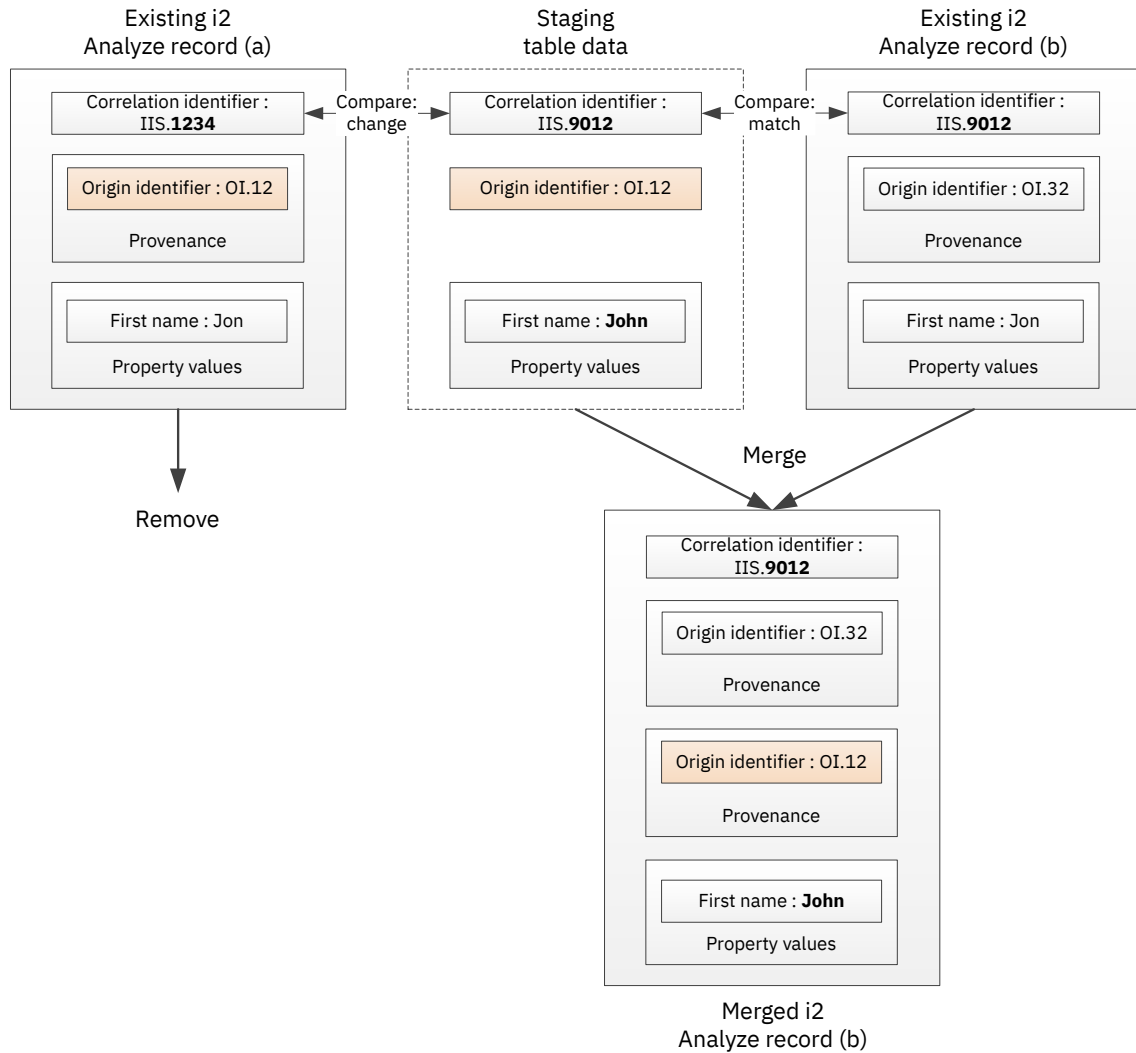 Existing i2
Analyze record (a)
Staging
table data
Existing i2
Analyze record (b)
Correlation identifier :
IIS.1234
Compare:
change
Correlation identifier :
IIS.9012
Compare:
match
Correlation identifier :
IIS.9012
Origin identifier : OI.12
Provenance
Origin identifier : OI.12
Origin identifier : OI.32
Provenance
First name : Jon
Property values
First name : John
Property values
First name : Jon
Property values
Remove
Merge
Correlation identifier :
IIS.9012
Origin identifier : OI.32
Provenance
Origin identifier : OI.12
Provenance
First name : John
Property values
Merged i2
Analyze record (b)